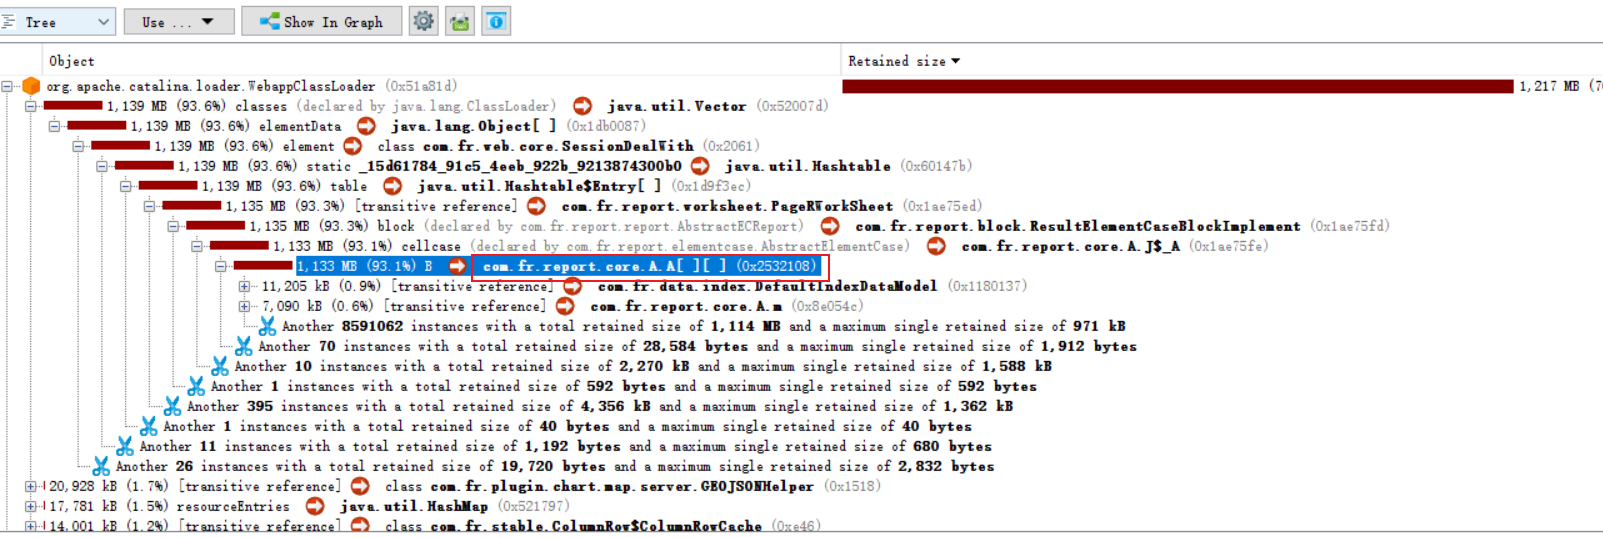 Tree Use ... Show In Graph
Object Retained size
org.apache.catalina.loader.WebappClassLoader (0x51a81d) 1,217 MB (7
1,139 MB (93.6%) classes (declared by java.lang.ClassLoader) java.util.Vector (0x52007d)
1,139 MB (93.6%) elementData java.lang.Object[ ] (0x1db0087)
1,139 MB (93.6%) element class com.fr.web.core.SessionDealWith (0x2061)
1,139 MB (93.6%) static _15d61784_91c5_4eeb_922b_9213874300b0 java.util.Hashtable (0x60147b)
1,139 MB (93.6%) table java.util.Hashtable$Entry[ ] (0x1d9f3ec)
1,135 MB (93.3%) [transitive reference] com.fr.report.worksheet.PageRWorkSheet (0x1ae75ed)
1,135 MB (93.3%) block (declared by com.fr.report.report.AbstractECReport) com.fr.report.block.ResultElementCaseBlockImplement (0x1ae75fd)
1,133 MB (93.1%) cellcase (declared by com.fr.report.elementcase.AbstractElementCase) com.fr.report.core.A.J$_A (0x1ae75fe)
1,133 MB (93.1%) B com.fr.report.core.A.A[ ][ ] (0x2532108)
11,205 kB (0.9%) [transitive reference] com.fr.data.index.DefaultIndexDataModel (0x1180137)
7,090 kB (0.6%) [transitive reference] com.fr.report.core.A.m (0x8e054c)
Another 8591062 instances with a total retained size of 1,114 MB and a maximum single retained size of 971 kB
Another 70 instances with a total retained size of 28,584 bytes and a maximum single retained size of 1,912 bytes
Another 10 instances with a total retained size of 2,270 kB and a maximum single retained size of 1,588 kB
Another 1 instances with a total retained size of 592 bytes and a maximum single retained size of 592 bytes
Another 395 instances with a total retained size of 4,356 kB and a maximum single retained size of 1,362 kB
Another 1 instances with a total retained size of 40 bytes and a maximum single retained size of 40 bytes
Another 11 instances with a total retained size of 1,192 bytes and a maximum single retained size of 680 bytes
Another 26 instances with a total retained size of 19,720 bytes and a maximum single retained size of 2,832 bytes
20,928 kB (1.7%) [transitive reference] class com.fr.plugin.chart.map.server.GEOJSONHelper (0x1518)
17,781 kB (1.5%) resourceEntries java.util.HashMap (0x521797)
14,001 kB (1.2%) [transitive reference] class com.fr.stable.ColumnRow$ColumnRowCache (0xe46)